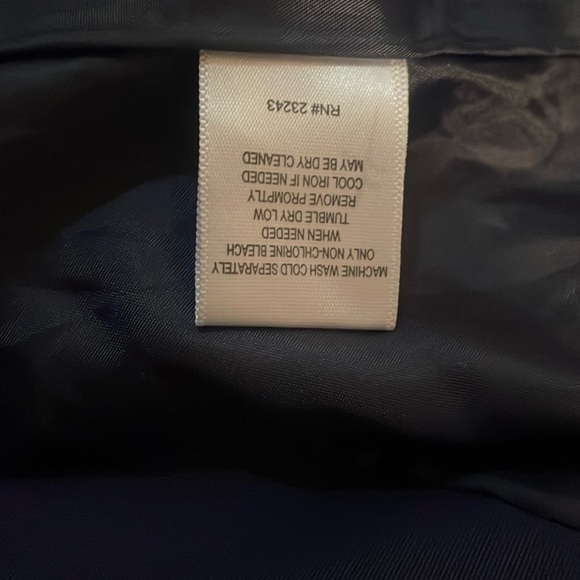 MACHINE WASH COLD SEPARATELY
ONLY NON-CHLORINE BLEACH
WHEN NEEDED
TUMBLE DRY LOW
REMOVE PROMPTLY
COOL IRON IF NEEDED
MAY BE DRY CLEANED
RN# 23243